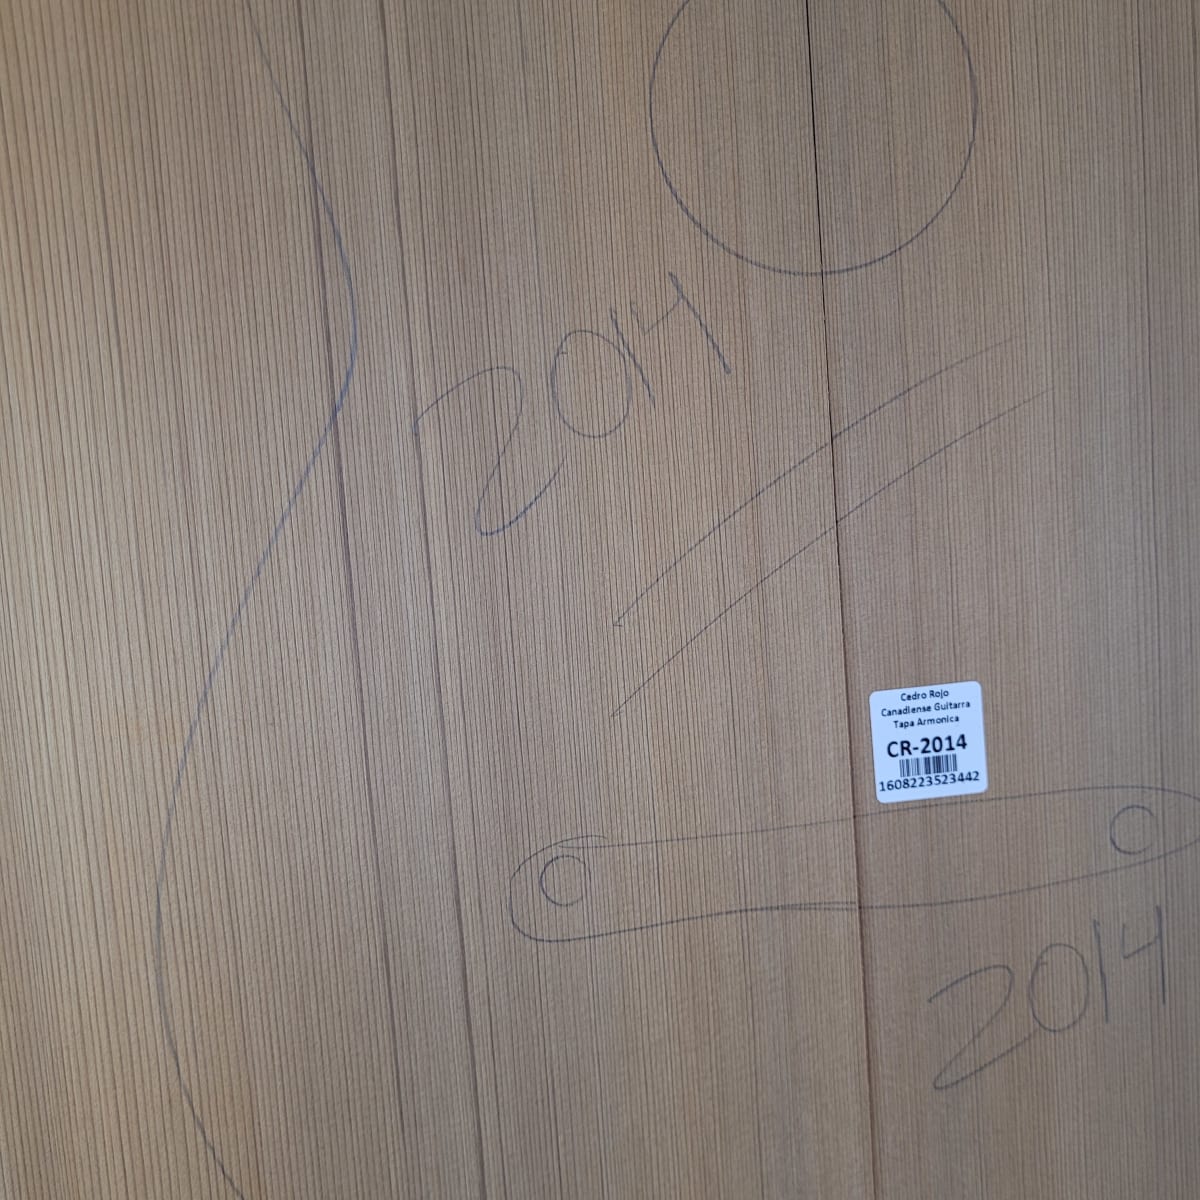 2014
Cedro Rojo
Canadiense Guitarra
Tapa Armonica
CR-2014
1608223523442
2014